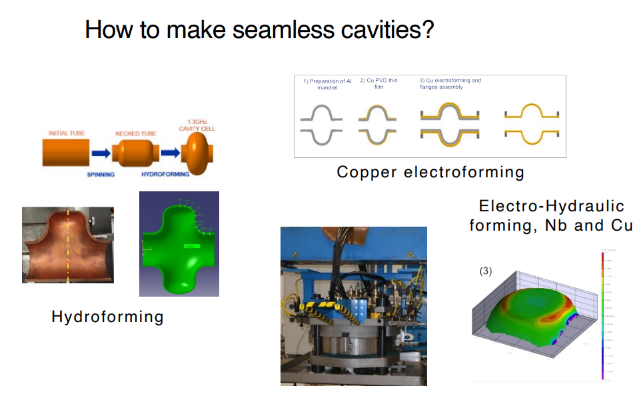 How to make seamless cavities?
1) Preparation of Al
mandrel
2) Cu PVD thin
film
3) Cu electroforming and
flanges assembly
Copper electroforming
INITIAL TUBE
NECKED TUBE
1.3GHz
CAVITY CELL
SPINNING
HYDROFORMING
Hydroforming
Electro-Hydraulic
forming, Nb and Cu
(3)